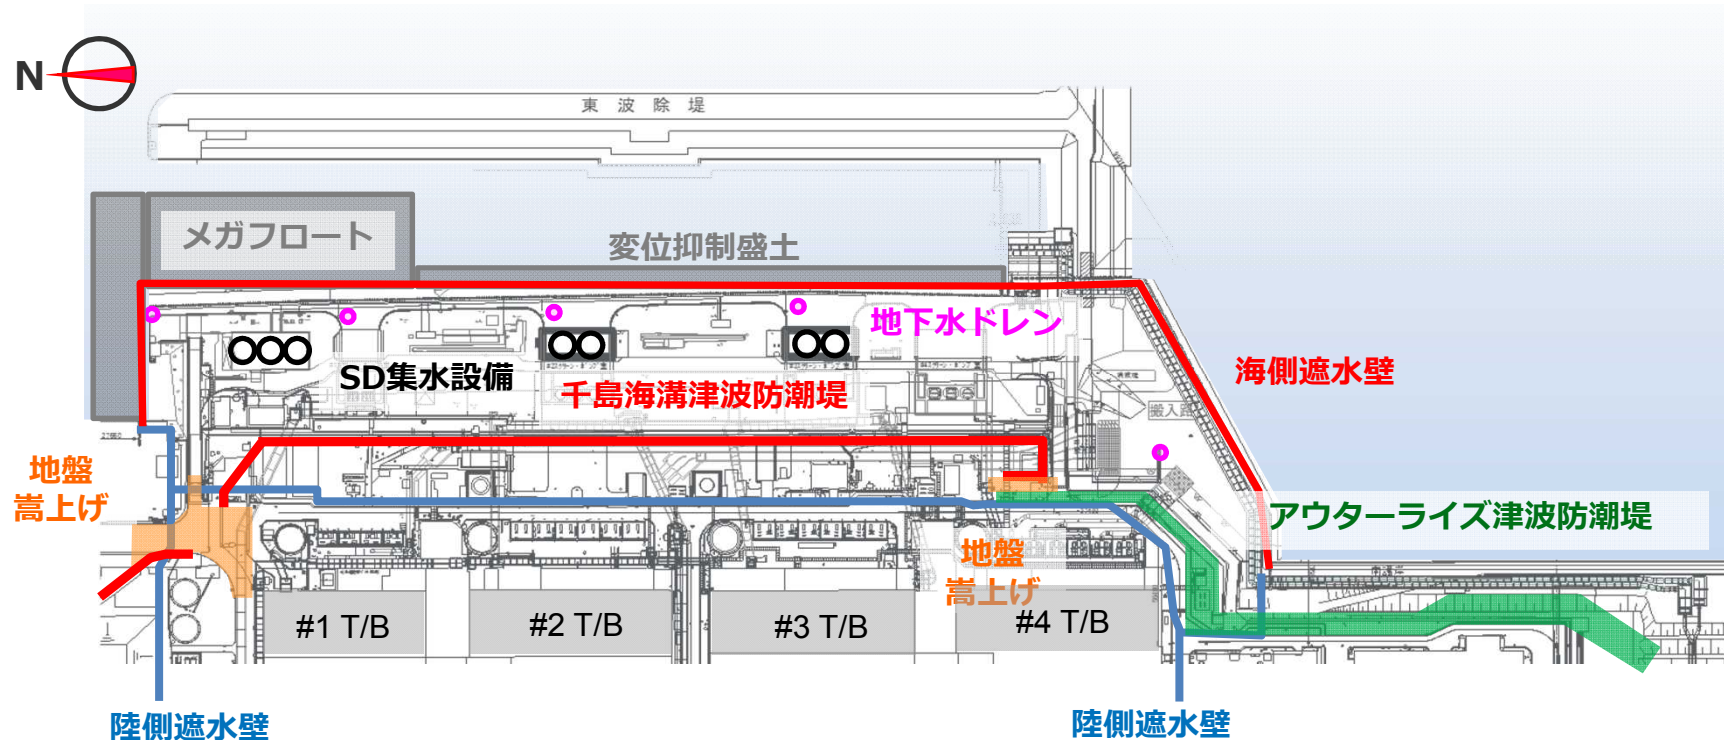 N
東波除堤
メガフロート
変位抑制盛土
地下水ドレン
SD集水設備
千島海溝津波防潮堤
海側遮水壁
搬入路
地盤
嵩上げ
アウターライズ津波防潮堤
地盤
嵩上げ
#1 T/B
#2 T/B
#3 T/B
#4 T/B
陸側遮水壁
陸側遮水壁